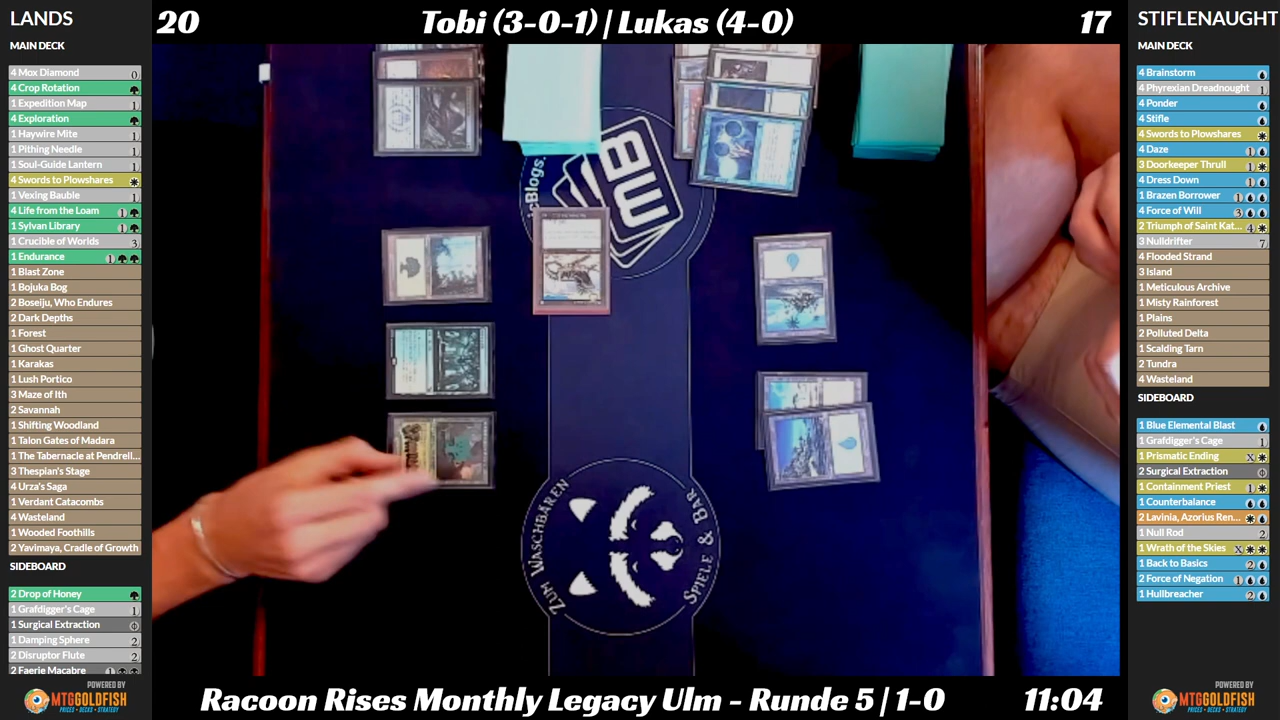 20
Tobi (3-0-1) | Lukas (4-0)
17
LANDS
MAIN DECK
4 Mox Diamond 0
4 Crop Rotation
1 Expedition Map 1
4 Exploration
1 Haywire Mite 1
1 Pithing Needle 1
1 Soul-Guide Lantern 1
4 Swords to Plowshares
1 Vexing Bauble 1
4 Life from the Loam 1
1 Sylvan Library 1
1 Crucible of Worlds 3
1 Endurance 1
1 Blast Zone
1 Bojuka Bog
2 Boseiju, Who Endures
2 Dark Depths
1 Forest
1 Ghost Quarter
1 Karakas
1 Lush Portico
3 Maze of Ith
2 Savannah
1 Shifting Woodland
1 Talon Gates of Madara
1 The Tabernacle at Pendrell...
3 Thespian's Stage
4 Urza's Saga
1 Verdant Catacombs
4 Wasteland
1 Wooded Foothills
2 Yavimaya, Cradle of Growth
SIDEBOARD
2 Drop of Honey
1 Grafdigger's Cage 1
1 Surgical Extraction
1 Damping Sphere 2
2 Disruptor Flute 2
2 Faerie Macabre 1
POWERED BY
MTGGOLDFISH
PRICES • DECKS • STRATEGY
icBlogs.
BW
ZUM WASCHBÄREN
SPIELE & BAR
STIFLENAUGHT
MAIN DECK
4 Brainstorm
4 Phyrexian Dreadnought 1
4 Ponder
4 Stifle
4 Swords to Plowshares
4 Daze 1
3 Doorkeeper Thrull 1
4 Dress Down 1
1 Brazen Borrower 1
4 Force of Will 3
2 Triumph of Saint Kat... 4
3 Nulldrifter 7
4 Flooded Strand
3 Island
1 Meticulous Archive
1 Misty Rainforest
1 Plains
2 Polluted Delta
1 Scalding Tarn
2 Tundra
4 Wasteland
SIDEBOARD
1 Blue Elemental Blast
1 Grafdigger's Cage 1
1 Prismatic Ending X
2 Surgical Extraction
1 Containment Priest 1
1 Counterbalance
2 Lavinia, Azorius Ren...
1 Null Rod 2
1 Wrath of the Skies X
1 Back to Basics 2
2 Force of Negation 1
1 Hullbreacher 2
POWERED BY
MTGGOLDFISH
PRICES • DECKS • STRATEGY
Racoon Rises Monthly Legacy Ulm - Runde 5 | 1-0
11:04